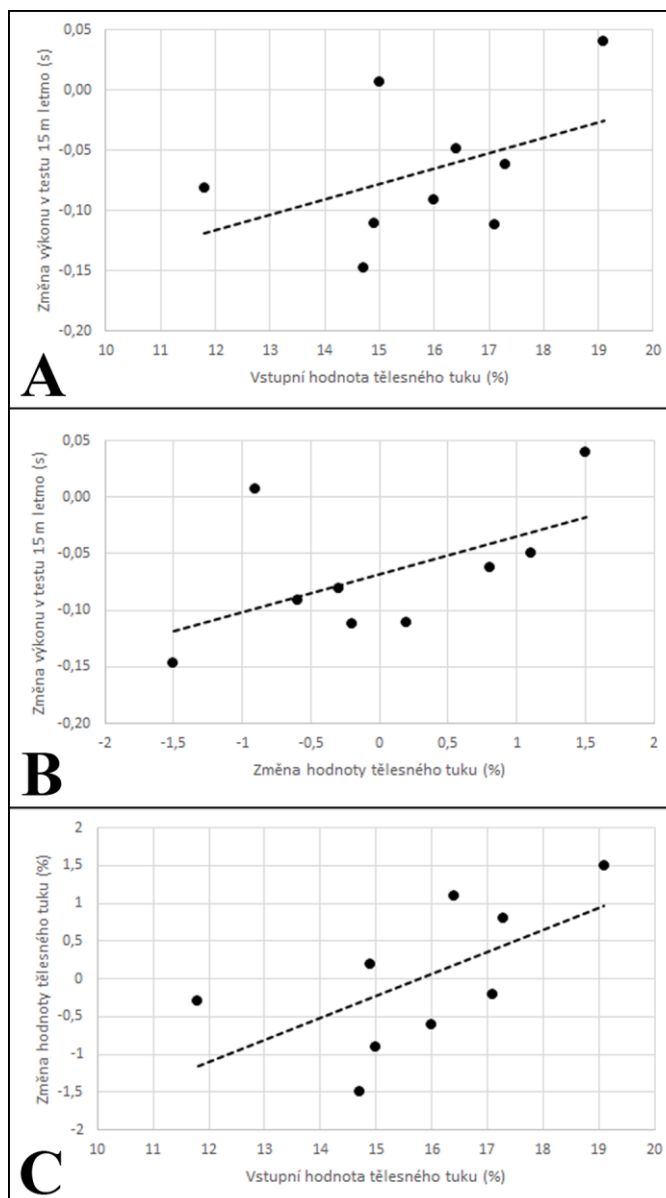 Změna výkonu v testu 15 m letmo (s)
0,05
0,00
-0,05
-0,10
-0,15
-0,20
10 11 12 13 14 15 16 17 18 19 20
Vstupní hodnota tělesného tuku (%)
A
Změna výkonu v testu 15 m letmo (s)
0,05
0,00
-0,05
-0,10
-0,15
-0,20
-2 -1,5 -1 -0,5 0 0,5 1 1,5 2
Změna hodnoty tělesného tuku (%)
B
Změna hodnoty tělesného tuku (%)
2
1,5
1
0,5
0
-0,5
-1
-1,5
-2
10 11 12 13 14 15 16 17 18 19 20
Vstupní hodnota tělesného tuku (%)
C